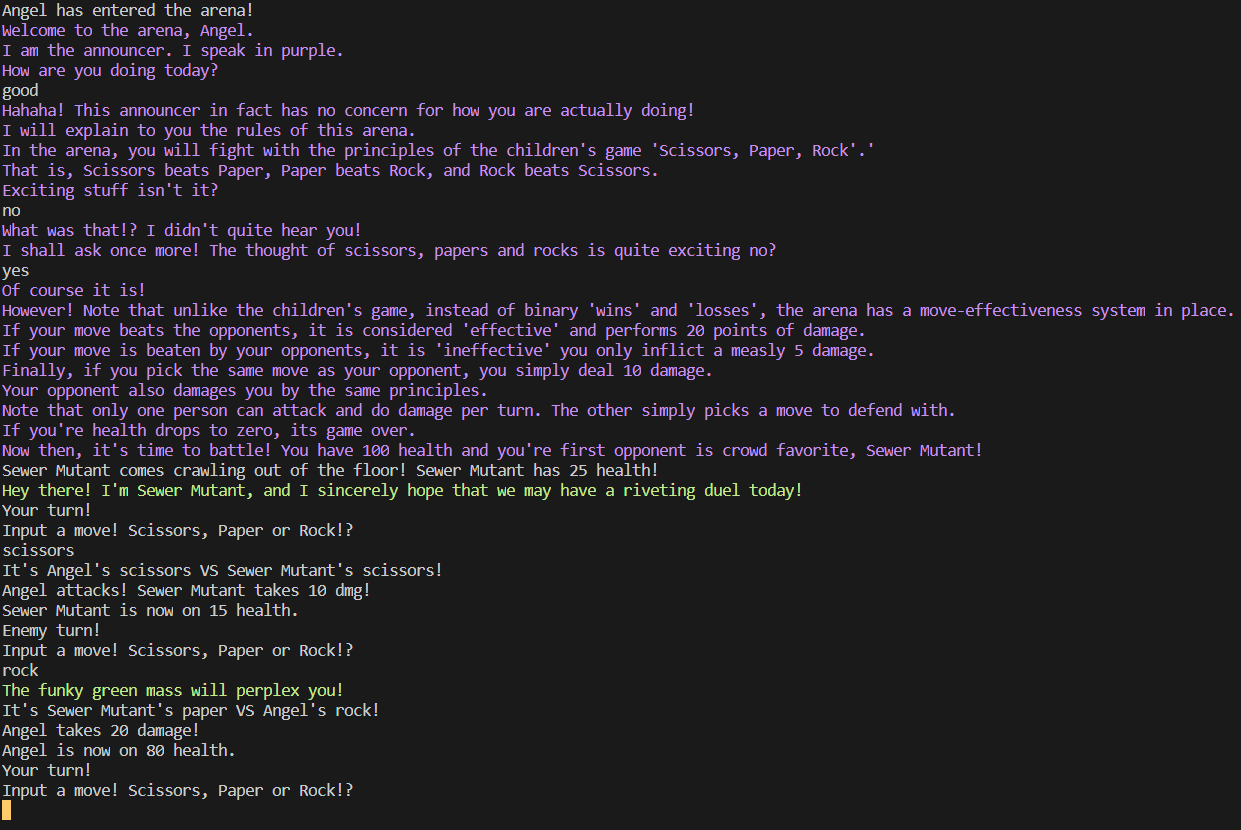 Angel has entered the arena!
Welcome to the arena, Angel.
I am the announcer. I speak in purple.
How are you doing today?
good
Hahaha! This announcer in fact has no concern for how you are actually doing!
I will explain to you the rules of this arena.
In the arena, you will fight with the principles of the children's game 'Scissors, Paper, Rock'.'
That is, Scissors beats Paper, Paper beats Rock, and Rock beats Scissors.
Exciting stuff isn't it?
no
What was that!? I didn't quite hear you!
I shall ask once more! The thought of scissors, papers and rocks is quite exciting no?
yes
Of course it is!
However! Note that unlike the children's game, instead of binary 'wins' and 'losses', the arena has a move-effectiveness system in place.
If your move beats the opponents, it is considered 'effective' and performs 20 points of damage.
If your move is beaten by your opponents, it is 'ineffective' you only inflict a measly 5 damage.
Finally, if you pick the same move as your opponent, you simply deal 10 damage.
Your opponent also damages you by the same principles.
Note that only one person can attack and do damage per turn. The other simply picks a move to defend with.
If you're health drops to zero, its game over.
Now then, it's time to battle! You have 100 health and you're first opponent is crowd favorite, Sewer Mutant!
Sewer Mutant comes crawling out of the floor! Sewer Mutant has 25 health!
Hey there! I'm Sewer Mutant, and I sincerely hope that we may have a riveting duel today!
Your turn!
Input a move! Scissors, Paper or Rock!?
scissors
It's Angel's scissors VS Sewer Mutant's scissors!
Angel attacks! Sewer Mutant takes 10 dmg!
Sewer Mutant is now on 15 health.
Enemy turn!
Input a move! Scissors, Paper or Rock!?
rock
The funky green mass will perplex you!
It's Sewer Mutant's paper VS Angel's rock!
Angel takes 20 damage!
Angel is now on 80 health.
Your turn!
Input a move! Scissors, Paper or Rock!?